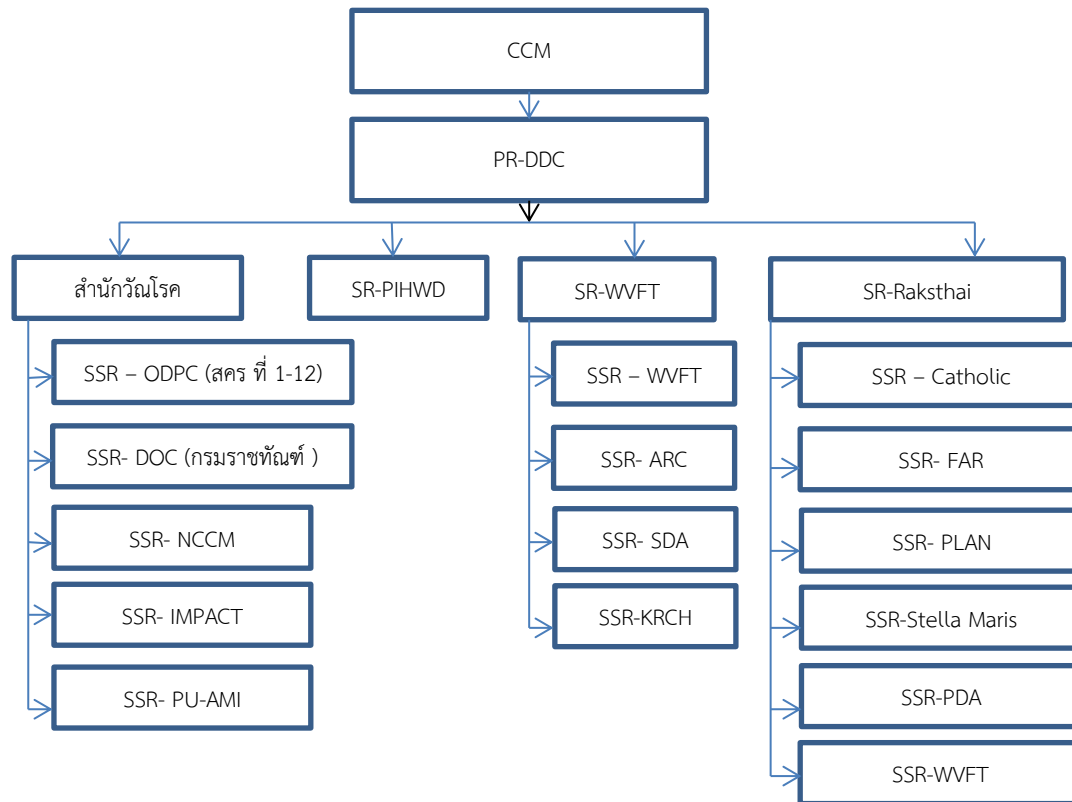 CCM
PR-DDC
สำนักวัณโรค
SR-PIHWD
SR-WVFT
SR-Raksthai
SSR – ODPC (สคร ที่ 1-12)
SSR- DOC (กรมราชทัณฑ์ )
SSR- NCCM
SSR- IMPACT
SSR- PU-AMI
SSR – WVFT
SSR- ARC
SSR- SDA
SSR-KRCH
SSR – Catholic
SSR- FAR
SSR- PLAN
SSR-Stella Maris
SSR-PDA
SSR-WVFT